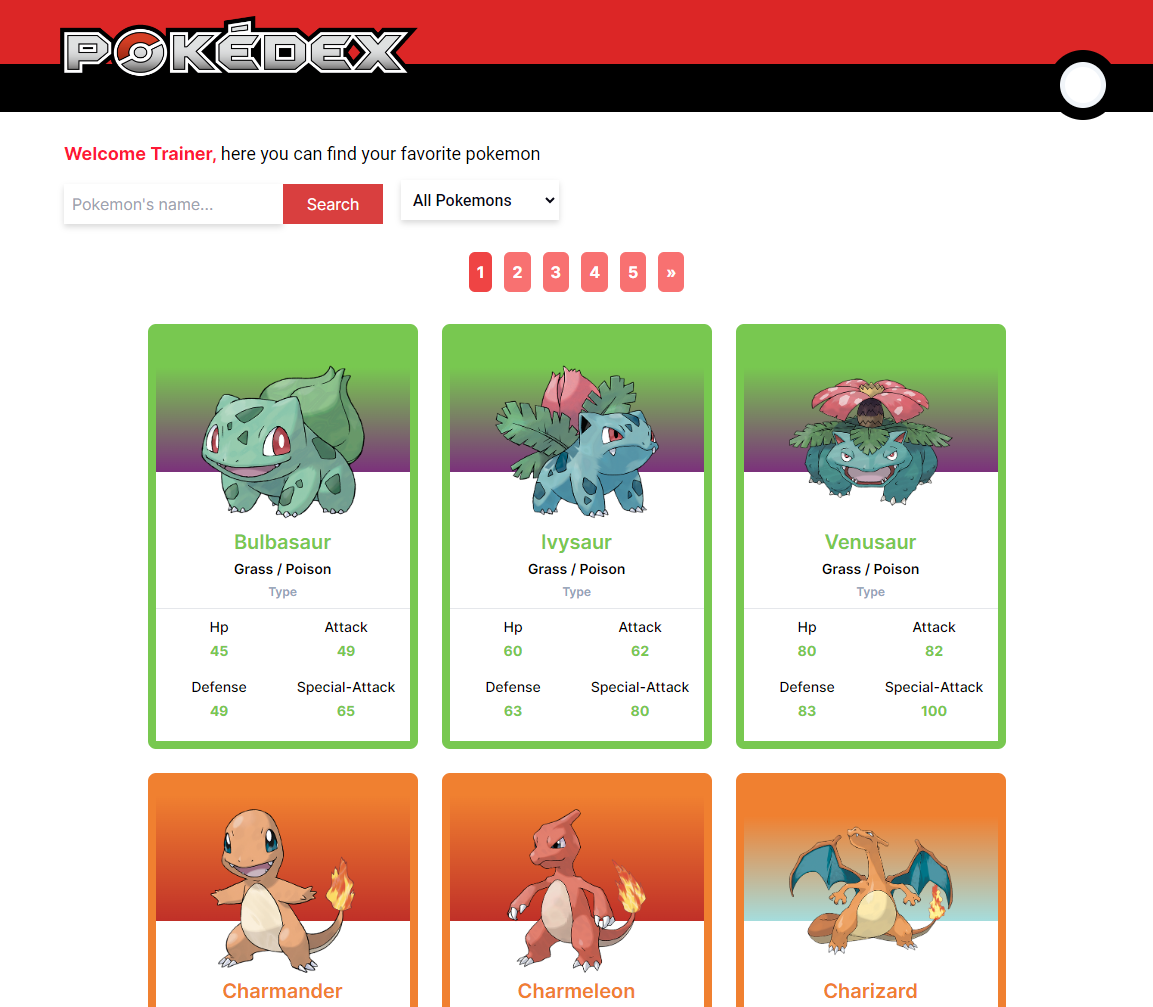 POKÉDEX
Welcome Trainer, here you can find your favorite pokemon
Pokemon's name... Search All Pokemons
1 2 3 4 5 »
Bulbasaur Ivysaur Venusaur
Grass / Poison Grass / Poison Grass / Poison
Type Type Type
Hp Attack Hp Attack Hp Attack
45 49 60 62 80 82
Defense Special-Attack Defense Special-Attack Defense Special-Attack
49 65 63 80 83 100
Charmander Charmeleon Charizard